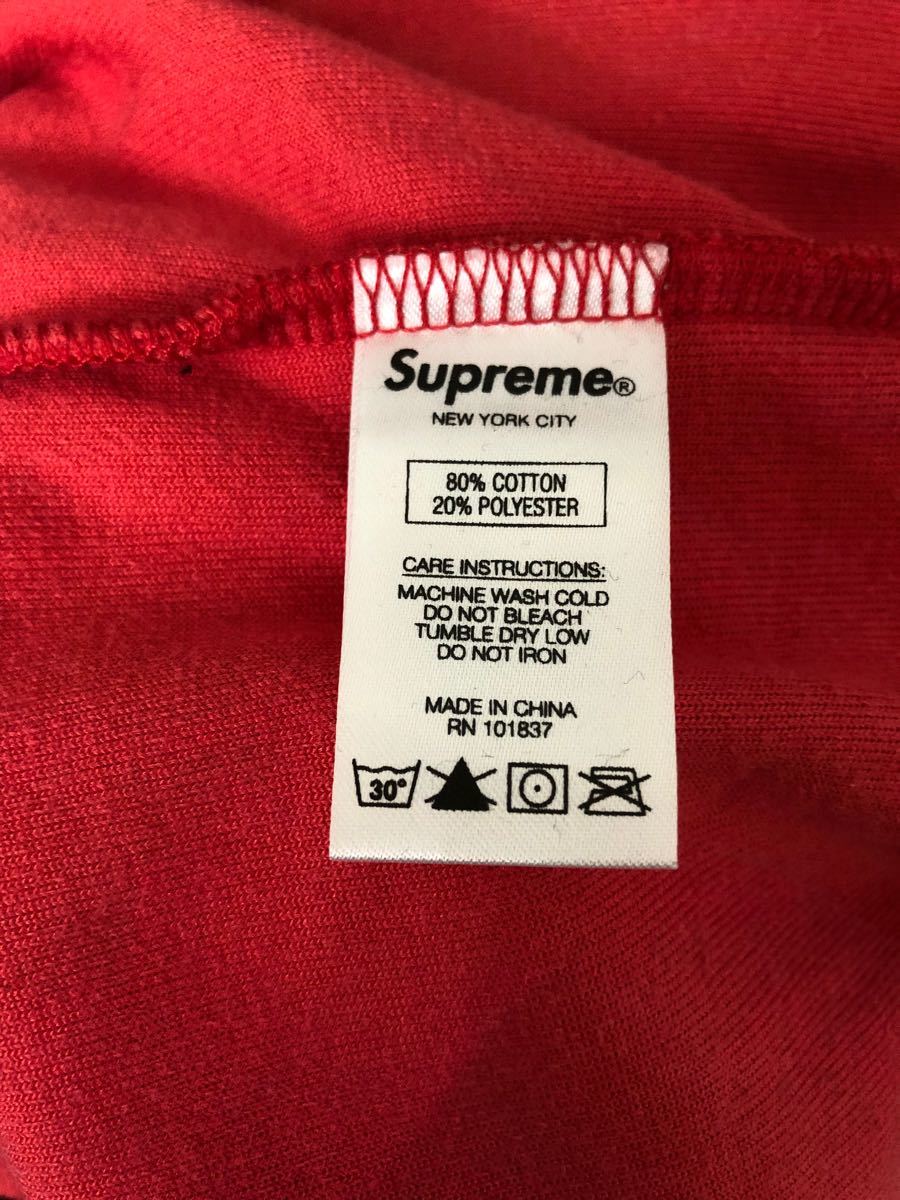 Supreme®
NEW YORK CITY
80% COTTON
20% POLYESTER
CARE INSTRUCTIONS:
MACHINE WASH COLD
DO NOT BLEACH
TUMBLE DRY LOW
DO NOT IRON
MADE IN CHINA
RN 101837
30°